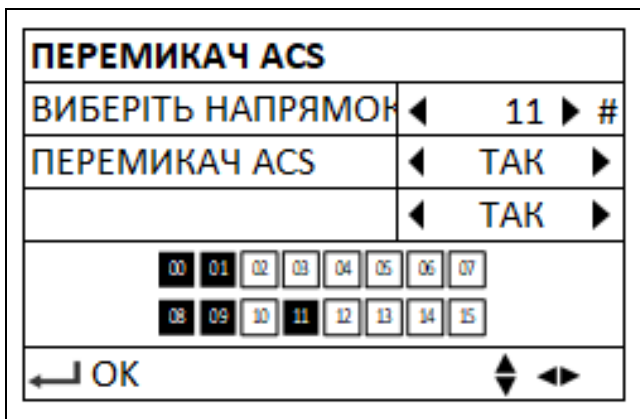 ПЕРЕМИКАЧ ACS
ВИБЕРІТЬ НАПРЯМОК 11 #
ПЕРЕМИКАЧ ACS ТАК
ТАК
00 01 02 03 04 05 06 07
08 09 10 11 12 13 14 15
OK